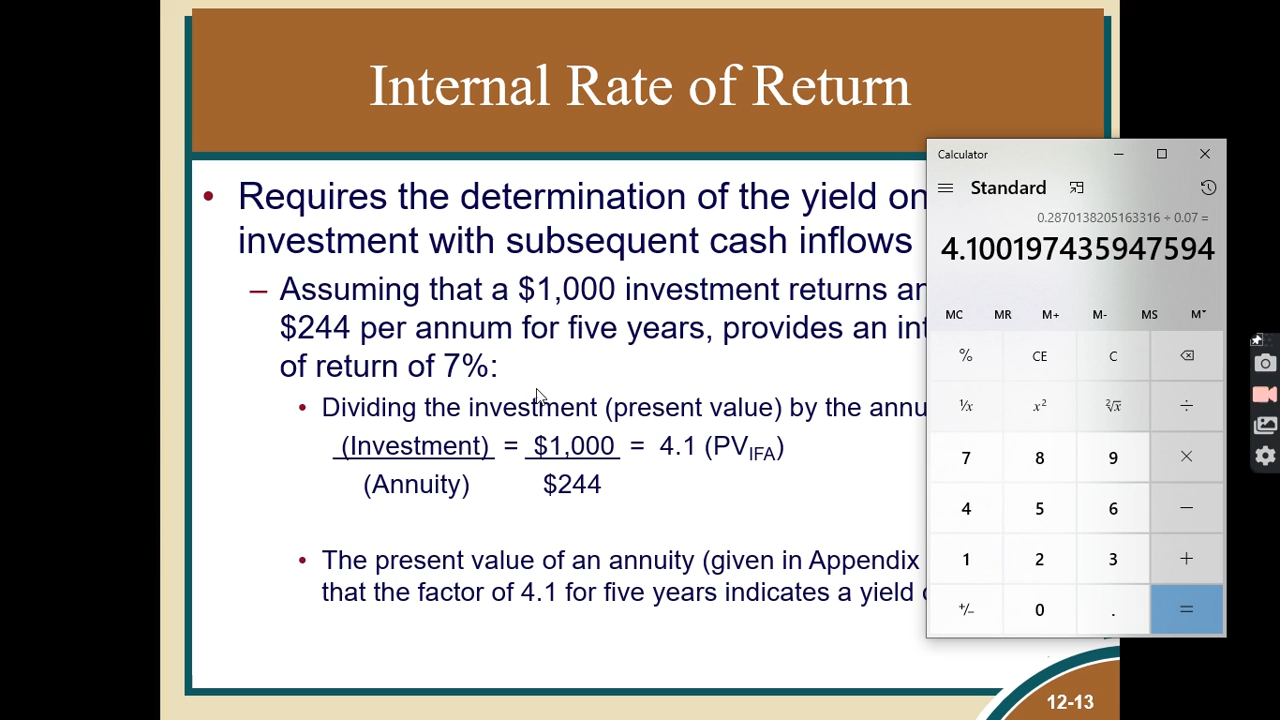 Internal Rate of Return
• Requires the determination of the yield on
investment with subsequent cash inflows
– Assuming that a $1,000 investment returns an
$244 per annum for five years, provides an int
of return of 7%:
• Dividing the investment (present value) by the annu
(Investment) = $1,000 = 4.1 (PVIFA)
(Annuity) $244
• The present value of an annuity (given in Appendix
that the factor of 4.1 for five years indicates a yield
12-13
Calculator
Standard
0.2870138205163316 ÷ 0.07 =
4.100197435947594
MC MR M+ M- MS M˅
% CE C
¹/x x² ²√x ÷
7 8 9 ×
4 5 6 −
1 2 3 +
+/− 0 . =